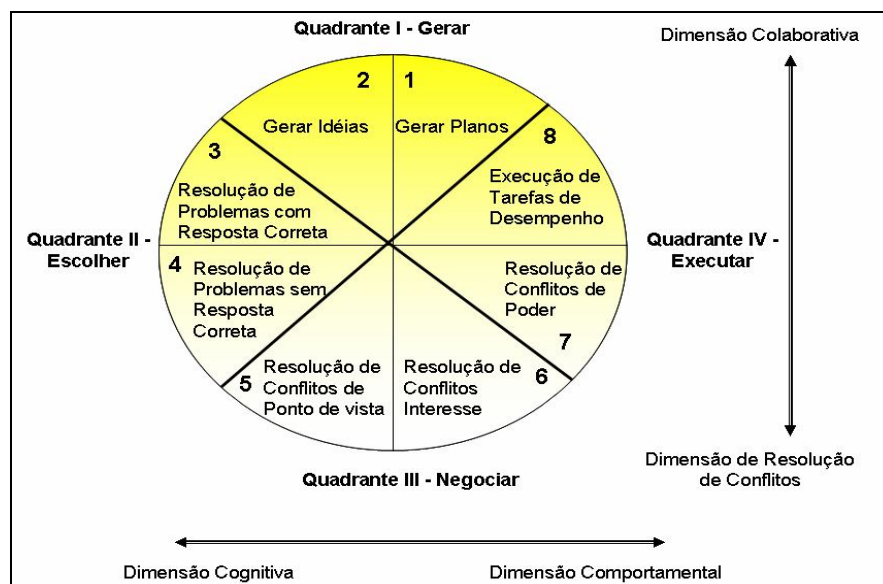 Quadrante I - Gerar
Dimensão Colaborativa
2
1
Gerar Idéias
Gerar Planos
3
8
Resolução de
Problemas com
Resposta Correta
Execução de
Tarefas de
Desempenho
Quadrante II -
Escolher
Quadrante IV -
Executar
4
Resolução de
Problemas sem
Resposta
Correta
Resolução de
Conflitos de
Poder
7
5
Resolução de
Conflitos de
Ponto de vista
Resolução de
Conflitos
Interesse
6
Quadrante III - Negociar
Dimensão de Resolução
de Conflitos
Dimensão Cognitiva
Dimensão Comportamental